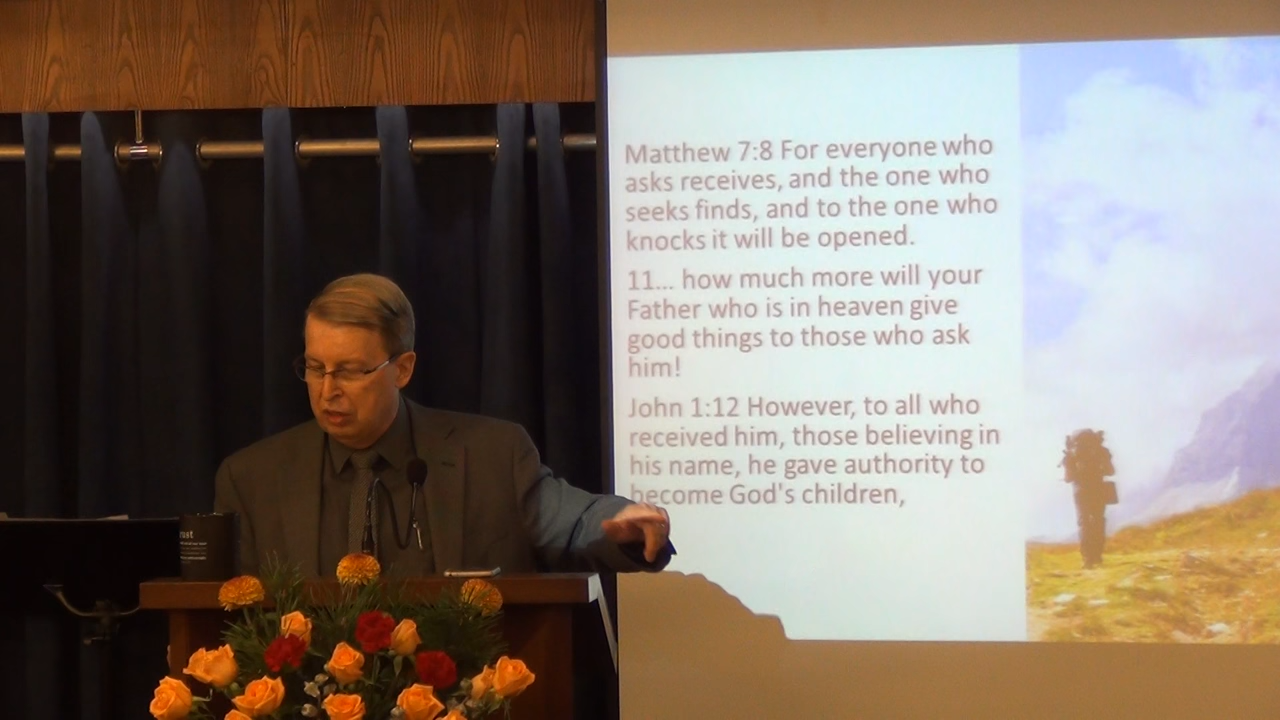 Matthew 7:8 For everyone who
asks receives, and the one who
seeks finds, and to the one who
knocks it will be opened.
11... how much more will your
Father who is in heaven give
good things to those who ask
him!
John 1:12 However, to all who
received him, those believing in
his name, he gave authority to
become God's children,
rust